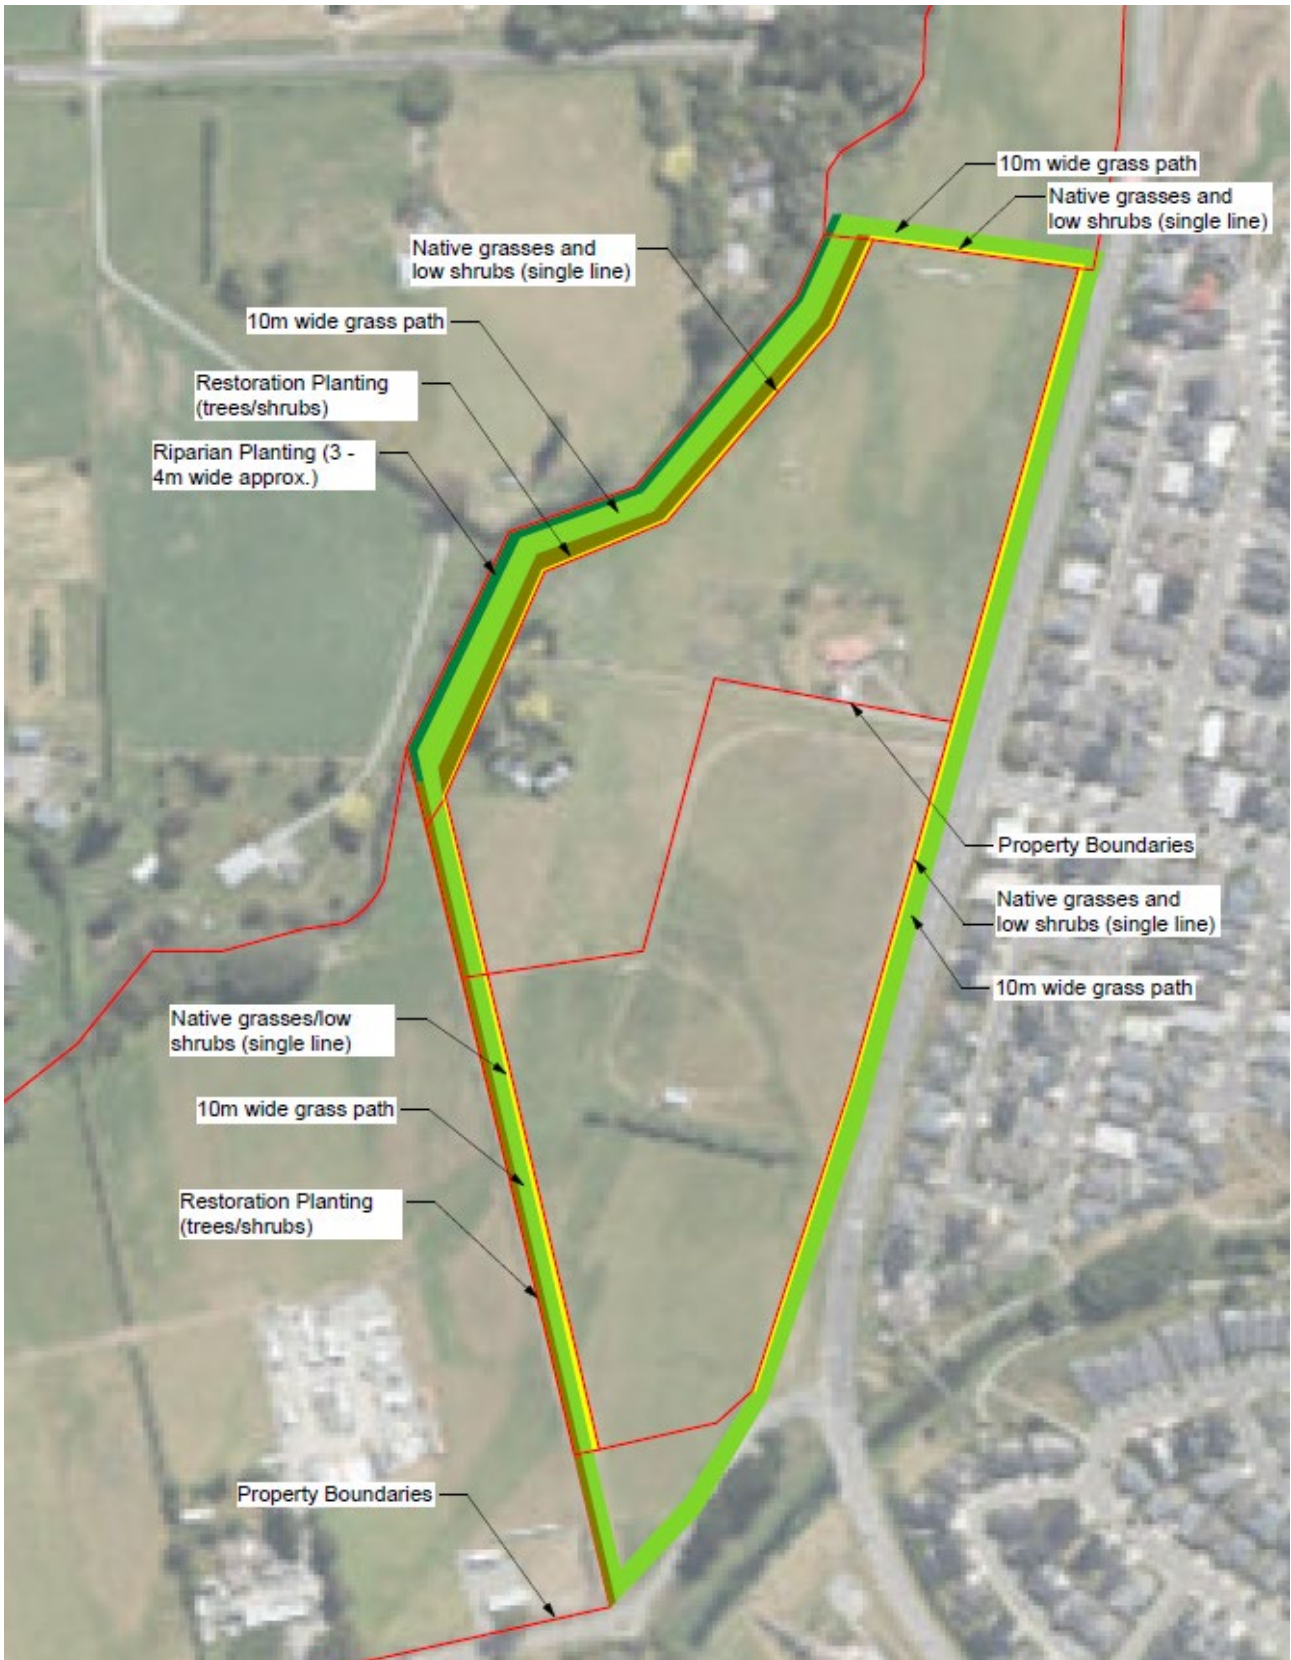 10m wide grass path
Native grasses and
low shrubs (single line)
Native grasses and
low shrubs (single line)
10m wide grass path
Restoration Planting
(trees/shrubs)
Riparian Planting (3 -
4m wide approx.)
Property Boundaries
Native grasses and
low shrubs (single line)
10m wide grass path
Native grasses/low
shrubs (single line)
10m wide grass path
Restoration Planting
(trees/shrubs)
Property Boundaries